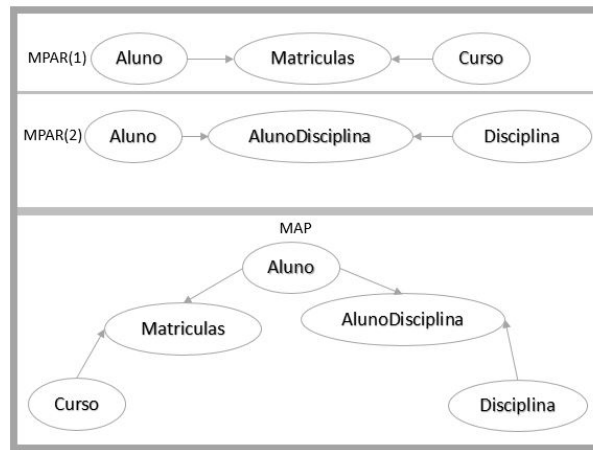 MPAR(1) Aluno Matriculas Curso
MPAR(2) Aluno AlunoDisciplina Disciplina
MAP
Aluno
Matriculas AlunoDisciplina
Curso Disciplina